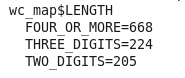 wc_map$LENGTH
FOUR_OR_MORE=668
THREE_DIGITS=224
TWO_DIGITS=205